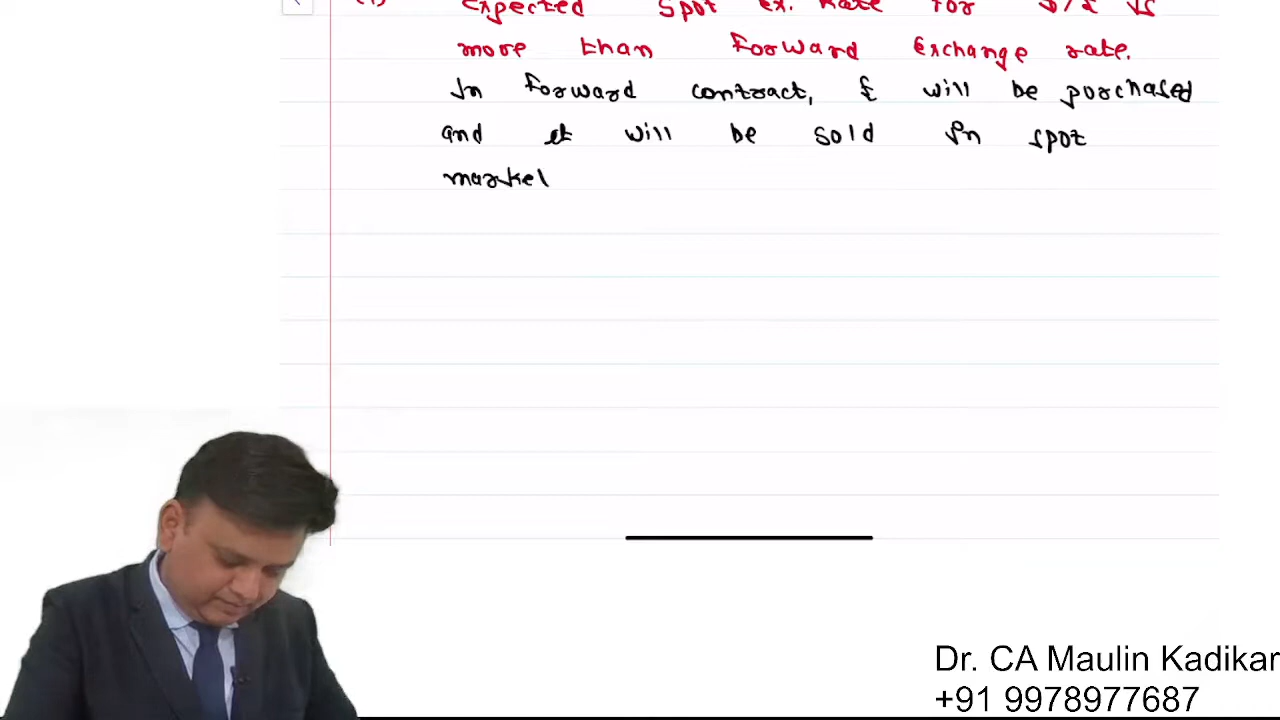 (i) Expected Spot ex. Rate for $/£ is
more than Forward Exchange rate.
In Forward contract, £ will be purchased
and it will be sold in spot
market
Dr. CA Maulin Kadikar
+91 9978977687